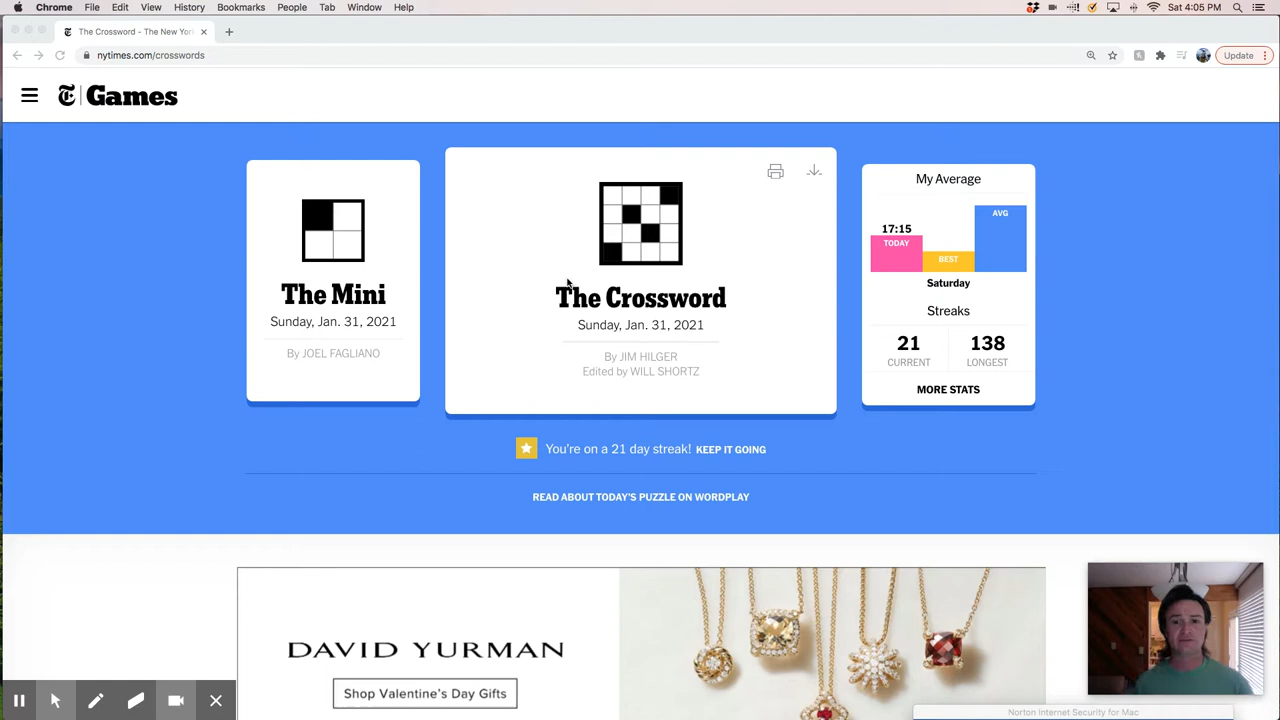 Chrome File Edit View History Bookmarks People Tab Window Help Sat 4:05 PM
The Crossword - The New Yor
nytimes.com/crosswords Update
T Games
The Mini
Sunday, Jan. 31, 2021
By JOEL FAGLIANO
The Crossword
Sunday, Jan. 31, 2021
By JIM HILGER
Edited by WILL SHORTZ
My Average
17:15
TODAY
BEST
AVG
Saturday
Streaks
21 138
CURRENT LONGEST
MORE STATS
You're on a 21 day streak! KEEP IT GOING
READ ABOUT TODAY'S PUZZLE ON WORDPLAY
DAVID YURMAN
Shop Valentine's Day Gifts
Norton Internet Security for Mac